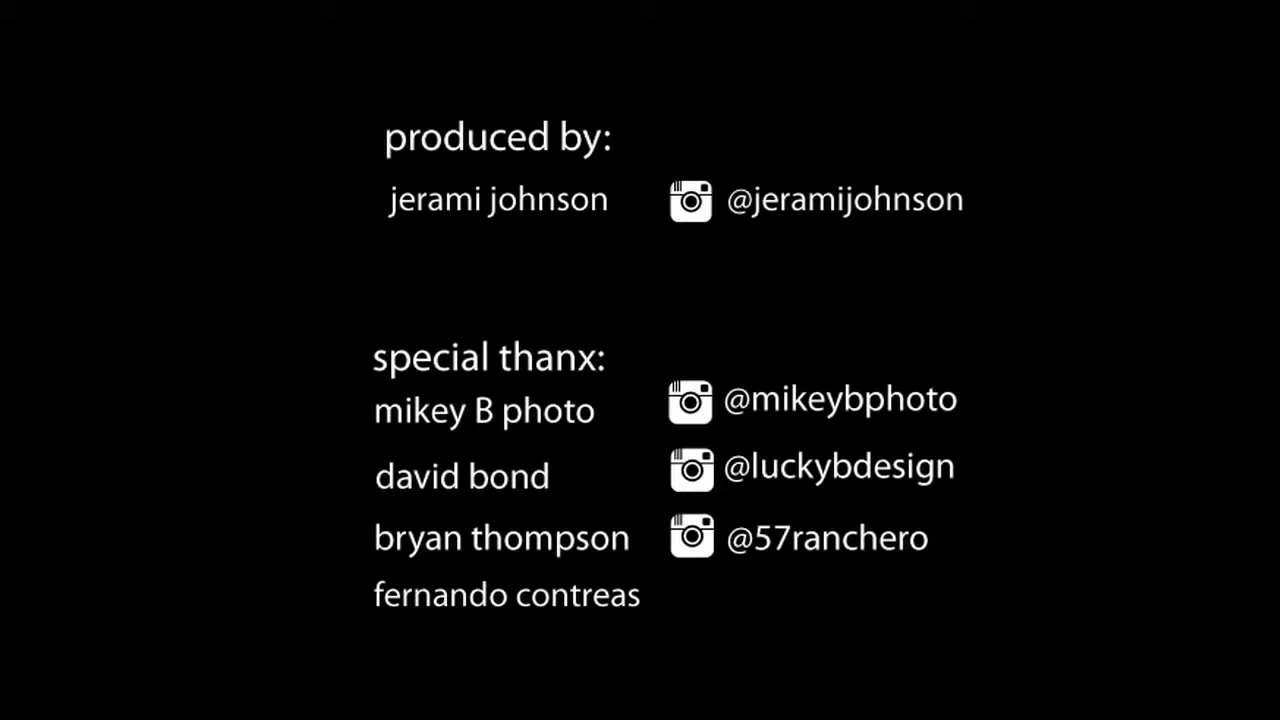 produced by:
jerami johnson @jeramijohnson
special thanx:
mikey B photo @mikeybphoto
david bond @luckybdesign
bryan thompson @57ranchero
fernando contreas